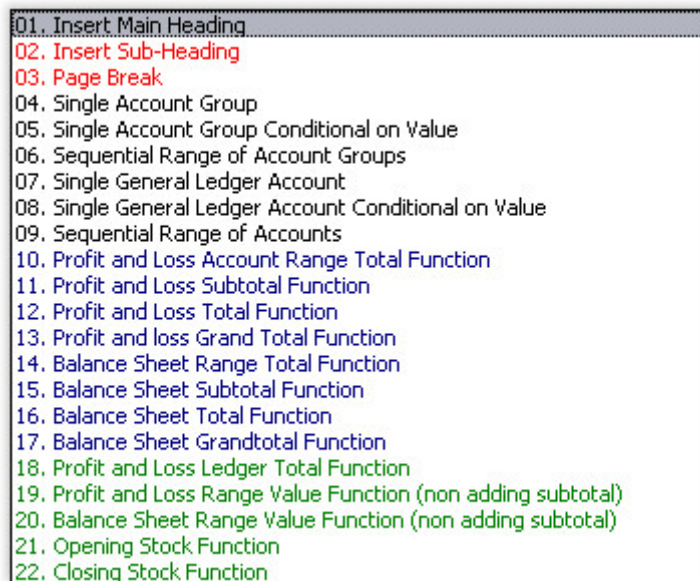 01. Insert Main Heading
02. Insert Sub-Heading
03. Page Break
04. Single Account Group
05. Single Account Group Conditional on Value
06. Sequential Range of Account Groups
07. Single General Ledger Account
08. Single General Ledger Account Conditional on Value
09. Sequential Range of Accounts
10. Profit and Loss Account Range Total Function
11. Profit and Loss Subtotal Function
12. Profit and Loss Total Function
13. Profit and loss Grand Total Function
14. Balance Sheet Range Total Function
15. Balance Sheet Subtotal Function
16. Balance Sheet Total Function
17. Balance Sheet Grandtotal Function
18. Profit and Loss Ledger Total Function
19. Profit and Loss Range Value Function (non adding subtotal)
20. Balance Sheet Range Value Function (non adding subtotal)
21. Opening Stock Function
22. Closing Stock Function